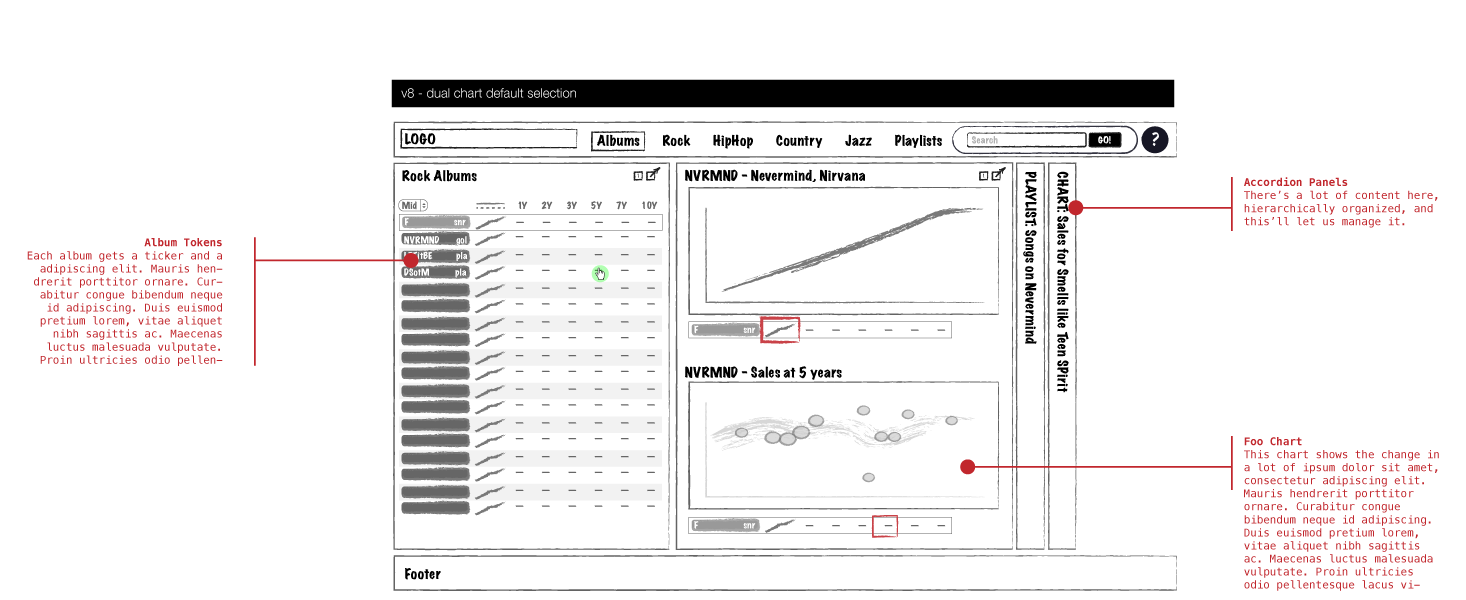 v8 - dual chart default selection
LOGO
Albums
Rock
HipHop
Country
Jazz
Playlists
Search
GO!
?
Rock Albums
1
Mid
1Y 2Y 3Y 5Y 7Y 10Y
F snr
NVRMND gol
BE pla
DSotM pla
NVRMND - Nevermind, Nirvana
1
F snr
NVRMND - Sales at 5 years
F snr
PLAYLIST: Songs on Nevermind
CHART: Sales for Smells like Teen SPirit
Footer
Album Tokens
Each album gets a ticker and a
adipiscing elit. Mauris hen–
drerit porttitor ornare. Cur–
abitur congue bibendum neque
id adipiscing. Duis euismod
pretium lorem, vitae aliquet
nibh sagittis ac. Maecenas
luctus malesuada vulputate.
Proin ultricies odio pellen–
Accordion Panels
There's a lot of content here,
hierarchically organized, and
this'll let us manage it.
Foo Chart
This chart shows the change in
a lot of ipsum dolor sit amet,
consectetur adipiscing elit.
Mauris hendrerit porttitor
ornare. Curabitur congue
bibendum neque id adipiscing.
Duis euismod pretium lorem,
vitae aliquet nibh sagittis
ac. Maecenas luctus malesuada
vulputate. Proin ultricies
odio pellentesque lacus vi–